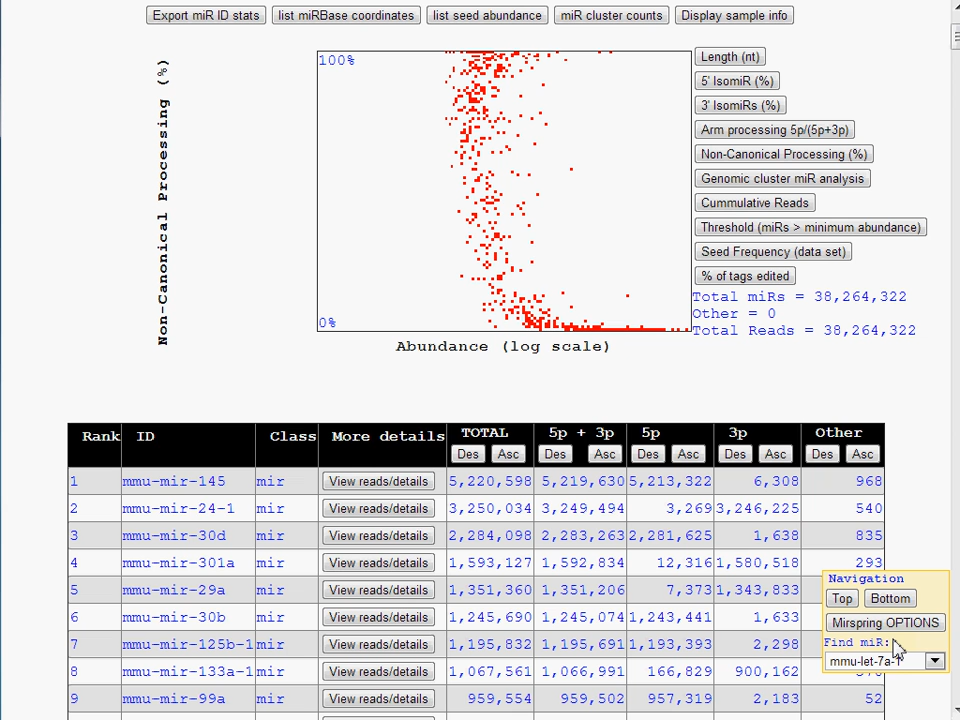 Export miR ID stats list miRBase coordinates list seed abundance miR cluster counts Display sample info
Non-Canonical Processing (%)
100%
0%
Abundance (log scale)
Length (nt)
5' IsomiR (%)
3' IsomiRs (%)
Arm processing 5p/(5p+3p)
Non-Canonical Processing (%)
Genomic cluster miR analysis
Cummulative Reads
Threshold (miRs > minimum abundance)
Seed Frequency (data set)
% of tags edited
Total miRs = 38,264,322
Other = 0
Total Reads = 38,264,322
Rank ID Class More details TOTAL 5p + 3p 5p 3p Other
Des Asc Des Asc Des Asc Des Asc Des Asc
1 mmu-mir-145 mir View reads/details 5,220,598 5,219,630 5,213,322 6,308 968
2 mmu-mir-24-1 mir View reads/details 3,250,034 3,249,494 3,269 3,246,225 540
3 mmu-mir-30d mir View reads/details 2,284,098 2,283,263 2,281,625 1,638 835
4 mmu-mir-301a mir View reads/details 1,593,127 1,592,834 12,316 1,580,518 293
5 mmu-mir-29a mir View reads/details 1,351,360 1,351,206 7,373 1,343,833
6 mmu-mir-30b mir View reads/details 1,245,690 1,245,074 1,243,441 1,633
7 mmu-mir-125b-1 mir View reads/details 1,195,832 1,195,691 1,193,393 2,298
8 mmu-mir-133a-1 mir View reads/details 1,067,561 1,066,991 166,829 900,162
9 mmu-mir-99a mir View reads/details 959,554 959,502 957,319 2,183 52
Navigation
Top Bottom
Mirspring OPTIONS
Find miR:
mmu-let-7a-1